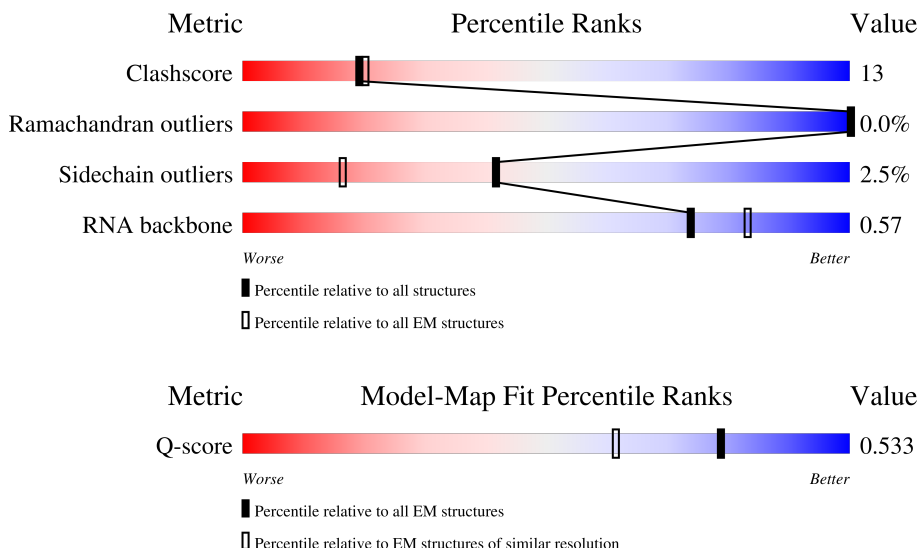 Metric Percentile Ranks Value
Clashscore 13
Ramachandran outliers 0.0%
Sidechain outliers 2.5%
RNA backbone 0.57
Worse Better
Percentile relative to all structures
Percentile relative to all EM structures
Metric Model-Map Fit Percentile Ranks Value
Q-score 0.533
Worse Better
Percentile relative to all EM structures
Percentile relative to EM structures of similar resolution